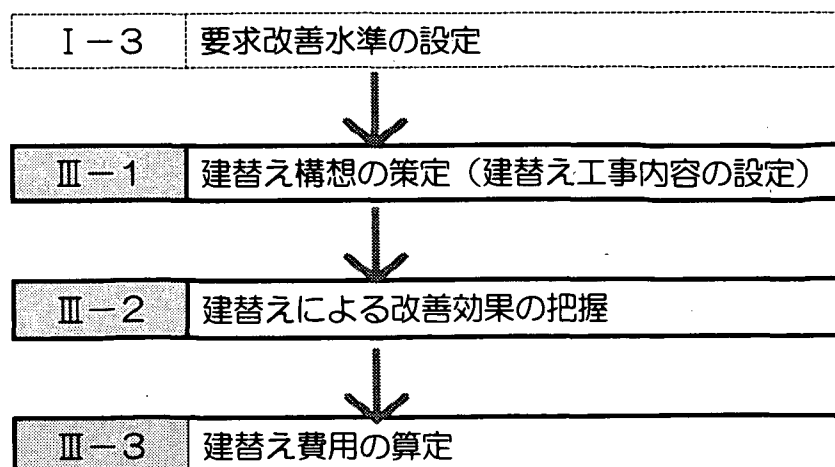 Ⅰ－3 要求改善水準の設定
Ⅲ－1 建替え構想の策定（建替え工事内容の設定）
Ⅲ－2 建替えによる改善効果の把握
Ⅲ－3 建替え費用の算定